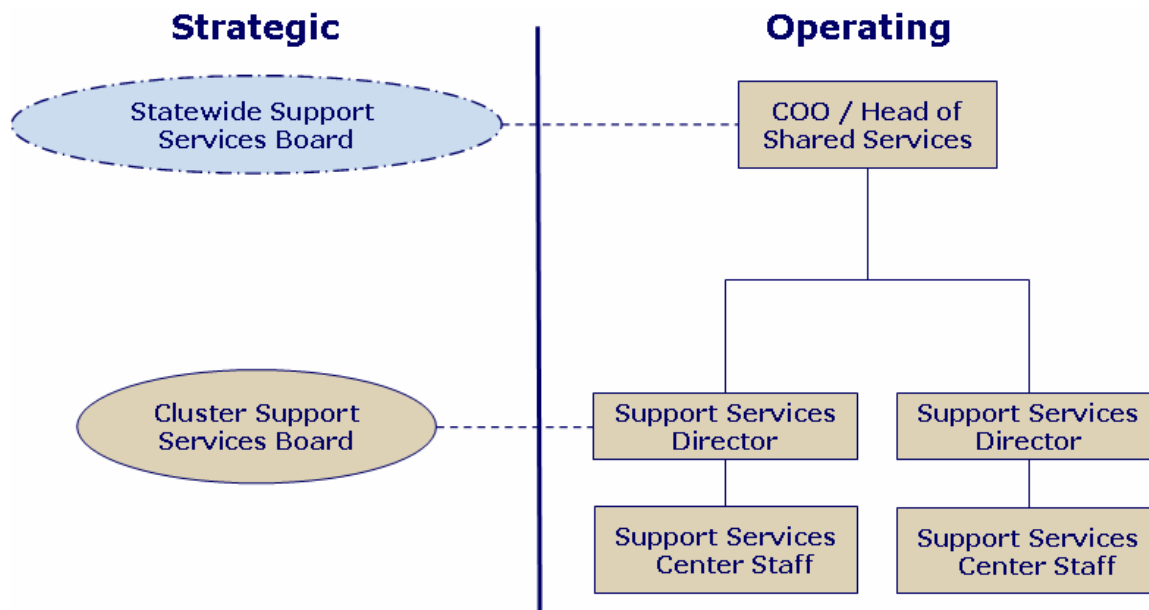 Strategic
Operating
Statewide Support
Services Board
COO / Head of
Shared Services
Cluster Support
Services Board
Support Services
Director
Support Services
Director
Support Services
Center Staff
Support Services
Center Staff